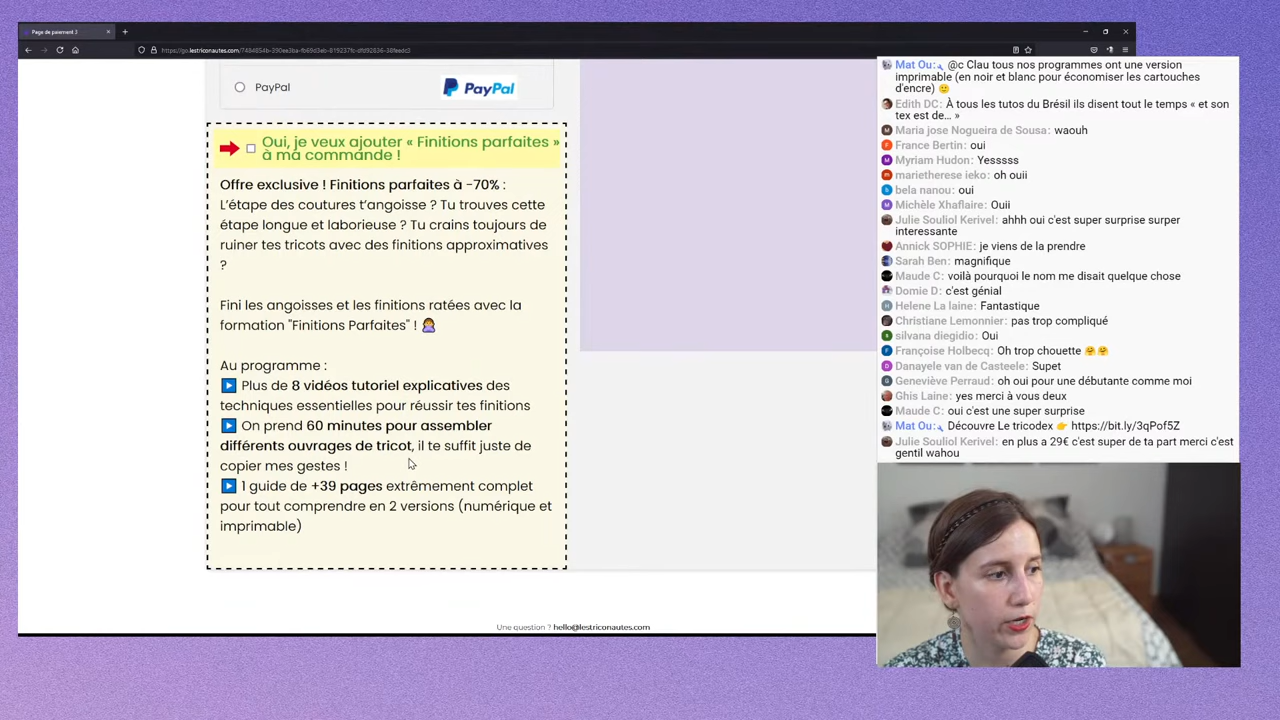 Page de paiement 3
https://go.lestriconautes.com/
PayPal
PayPal
Oui, je veux ajouter « Finitions parfaites »
à ma commande !
Offre exclusive ! Finitions parfaites à -70% :
L'étape des coutures t'angoisse ? Tu trouves cette
étape longue et laborieuse ? Tu crains toujours de
ruiner tes tricots avec des finitions approximatives
?
Fini les angoisses et les finitions ratées avec la
formation "Finitions Parfaites" !
Au programme :
Plus de 8 vidéos tutoriel explicatives des
techniques essentielles pour réussir tes finitions
On prend 60 minutes pour assembler
différents ouvrages de tricot, il te suffit juste de
copier mes gestes !
1 guide de +39 pages extrêmement complet
pour tout comprendre en 2 versions (numérique et
imprimable)
Une question ? hello@lestriconautes.com
Mat Ou: @c Clau tous nos programmes ont une version
imprimable (en noir et blanc pour économiser les cartouches
d'encre) 🙂
Edith DC: À tous les tutos du Brésil ils disent tout le temps « et son
tex est de... »
Maria jose Nogueira de Sousa: waouh
France Bertin: oui
Myriam Hudon: Yesssss
marietherese ieko: oh ouii
bela nanou: oui
Michèle Xhaflaire: Ouii
Julie Souliol Kerivel: ahhh oui c'est super surprise surper
interessante
Annick SOPHIE: je viens de la prendre
Sarah Ben: magnifique
Maude C: voilà pourquoi le nom me disait quelque chose
Domie D: c'est génial
Helene La laine: Fantastique
Christiane Lemonnier: pas trop compliqué
silvana diegidio: Oui
Françoise Holbecq: Oh trop chouette 🤗🤗
Danayele van de Casteele: Supet
Geneviève Perraud: oh oui pour une débutante comme moi
Ghis Laine: yes merci à vous deux
Maude C: oui c'est une super surprise
Mat Ou: Découvre Le tricodex 👉 https://bit.ly/3qPof5Z
Julie Souliol Kerivel: en plus a 29€ c'est super de ta part merci c'est
gentil wahou